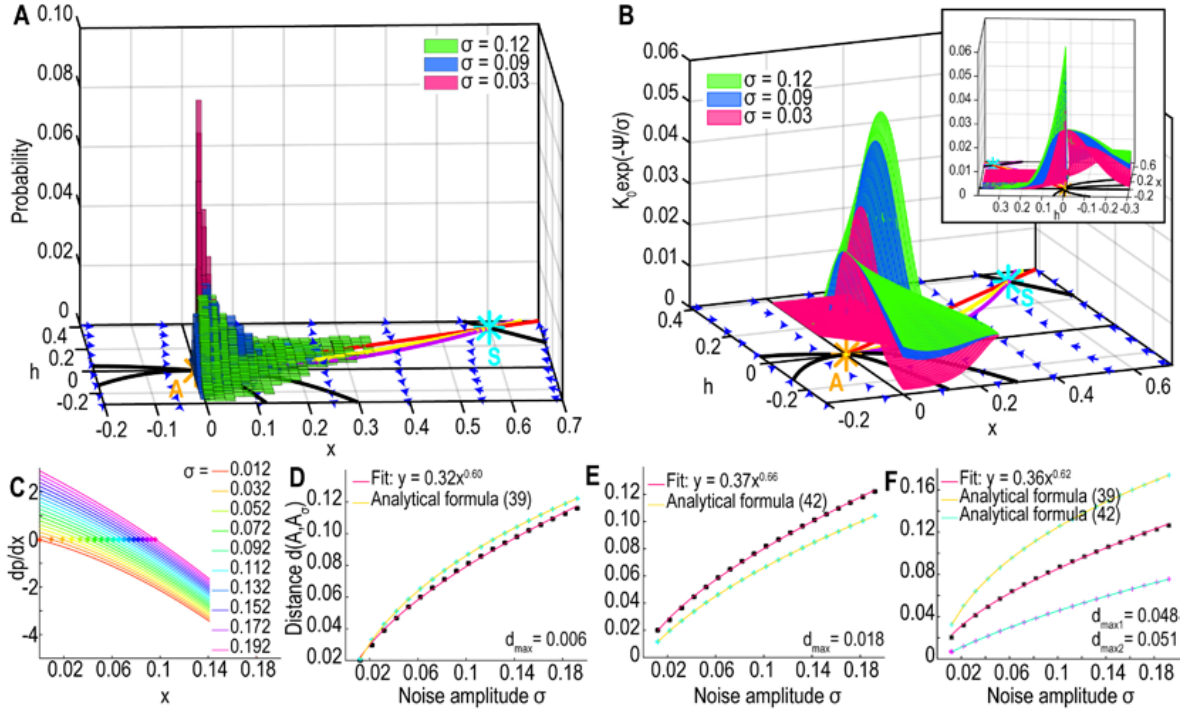 A
0.10
0.08
0.06
0.04
0.02
0
Probability
σ = 0.12
σ = 0.09
σ = 0.03
0.4
0.2
0
-0.2
h
A
S
-0.2 -0.1 0 0.1 0.2 0.3 0.4 0.5 0.6 0.7
x
B
0.06
0.05
0.04
0.03
0.02
0.01
0
K₀exp(-Ψ/σ)
σ = 0.12
σ = 0.09
σ = 0.03
0.4
0.2
0
-0.2
h
A
S
-0.2 0 0.2 0.4 0.6
x
0.06
0.05
0.04
0.03
0.02
0.01
0
0.3 0.2 0.1 0 -0.1 -0.2 -0.3
h
0.6
0.2 x
-0.2
C
dp/dx
2
0
-2
-4
σ =
0.012
0.032
0.052
0.072
0.092
0.112
0.132
0.152
0.172
0.192
0.02 0.06 0.10 0.14
x
D
Fit: y = 0.32x^0.60
Analytical formula (39)
Distance d(A,A_σ)
0.12
0.10
0.08
0.06
0.04
0.02
d_max = 0.006
0.02 0.06 0.1 0.14 0.18
Noise amplitude σ
E
Fit: y = 0.37x^0.66
Analytical formula (42)
0.12
0.10
0.08
0.06
0.04
0.02
0
d_max = 0.018
0.02 0.06 0.1 0.14 0.18
Noise amplitude σ
F
Fit: y = 0.36x^0.62
Analytical formula (39)
Analytical formula (42)
0.16
0.12
0.08
0.04
0
d_max1 = 0.048
d_max2 = 0.051
0.02 0.06 0.1 0.14 0.18
Noise amplitude σ